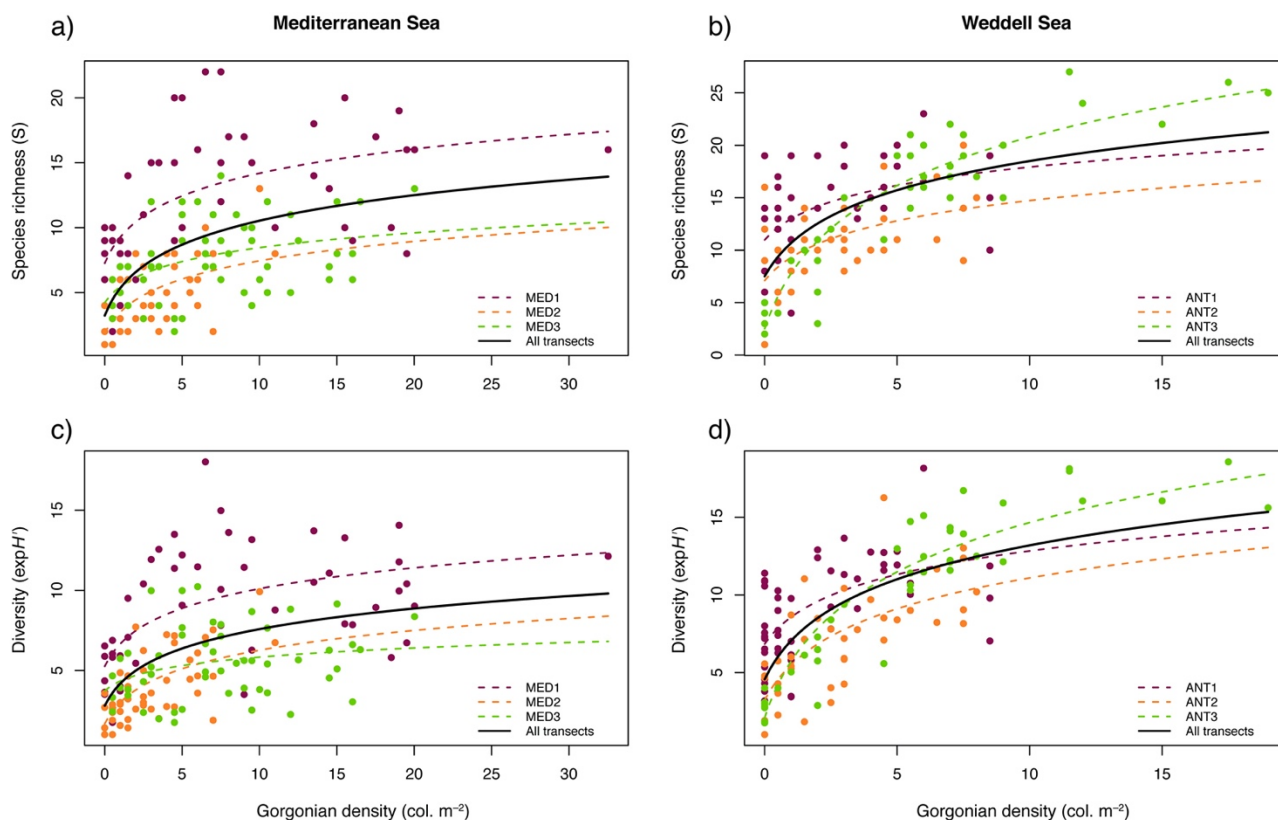 a)
Mediterranean Sea
Species richness (S)
20
15
10
5
0 5 10 15 20 25 30
MED1
MED2
MED3
All transects
b)
Weddell Sea
Species richness (S)
25
20
15
10
5
0
0 5 10 15
ANT1
ANT2
ANT3
All transects
c)
Diversity (expH')
15
10
5
0 5 10 15 20 25 30
MED1
MED2
MED3
All transects
Gorgonian density (col. m⁻²)
d)
Diversity (expH')
15
10
5
0 5 10 15
ANT1
ANT2
ANT3
All transects
Gorgonian density (col. m⁻²)